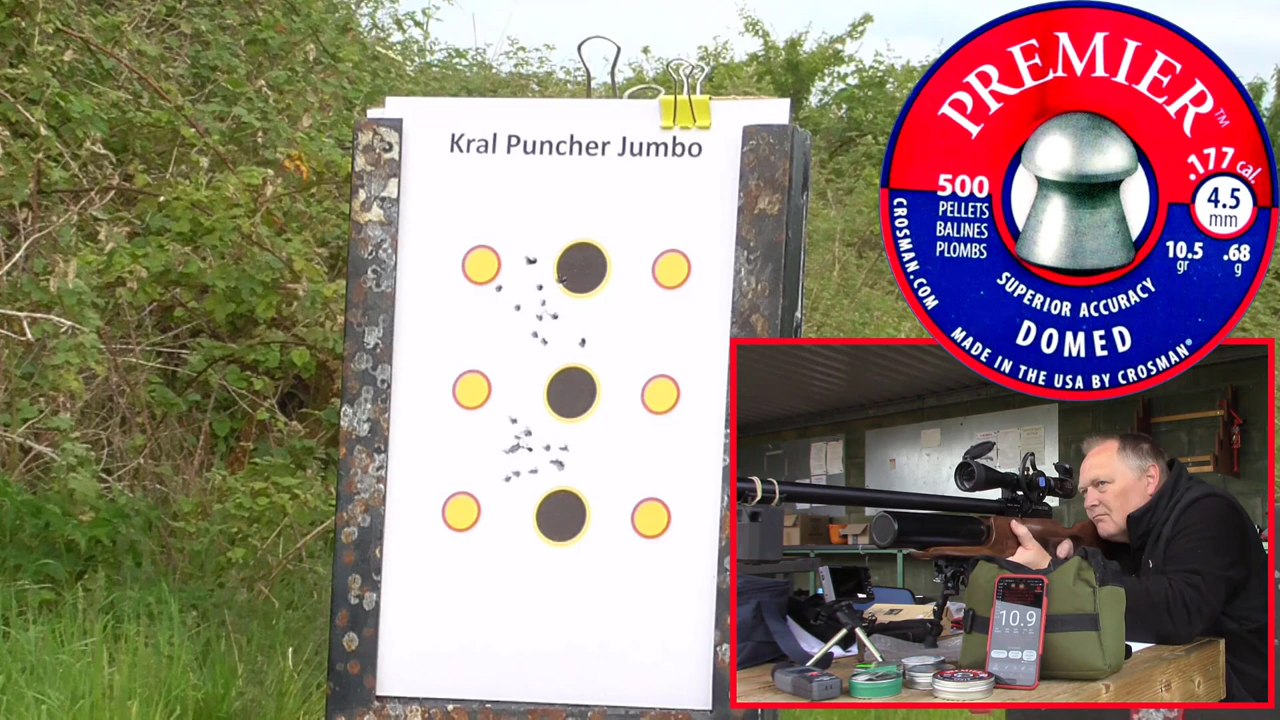 Kral Puncher Jumbo
PREMIER™
.177 cal.
4.5
mm
500
PELLETS
BALINES
PLOMBS
10.5
gr
.68
g
CROSMAN.COM
SUPERIOR ACCURACY
DOMED
MADE IN THE USA BY CROSMAN®
10.9
PREMIER